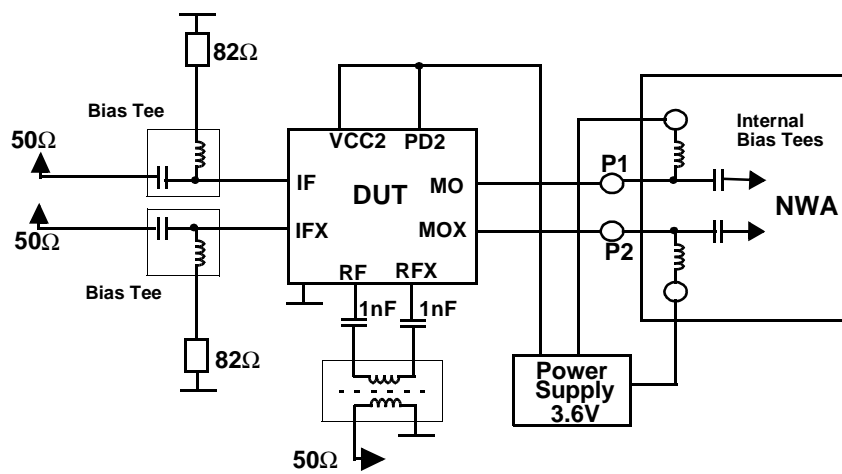 82Ω
Bias Tee
50Ω
VCC2 PD2
IF
DUT
MO
IFX
MOX
RF RFX
50Ω
Bias Tee
82Ω
1nF
1nF
50Ω
P1
P2
Internal
Bias Tees
NWA
Power
Supply
3.6V